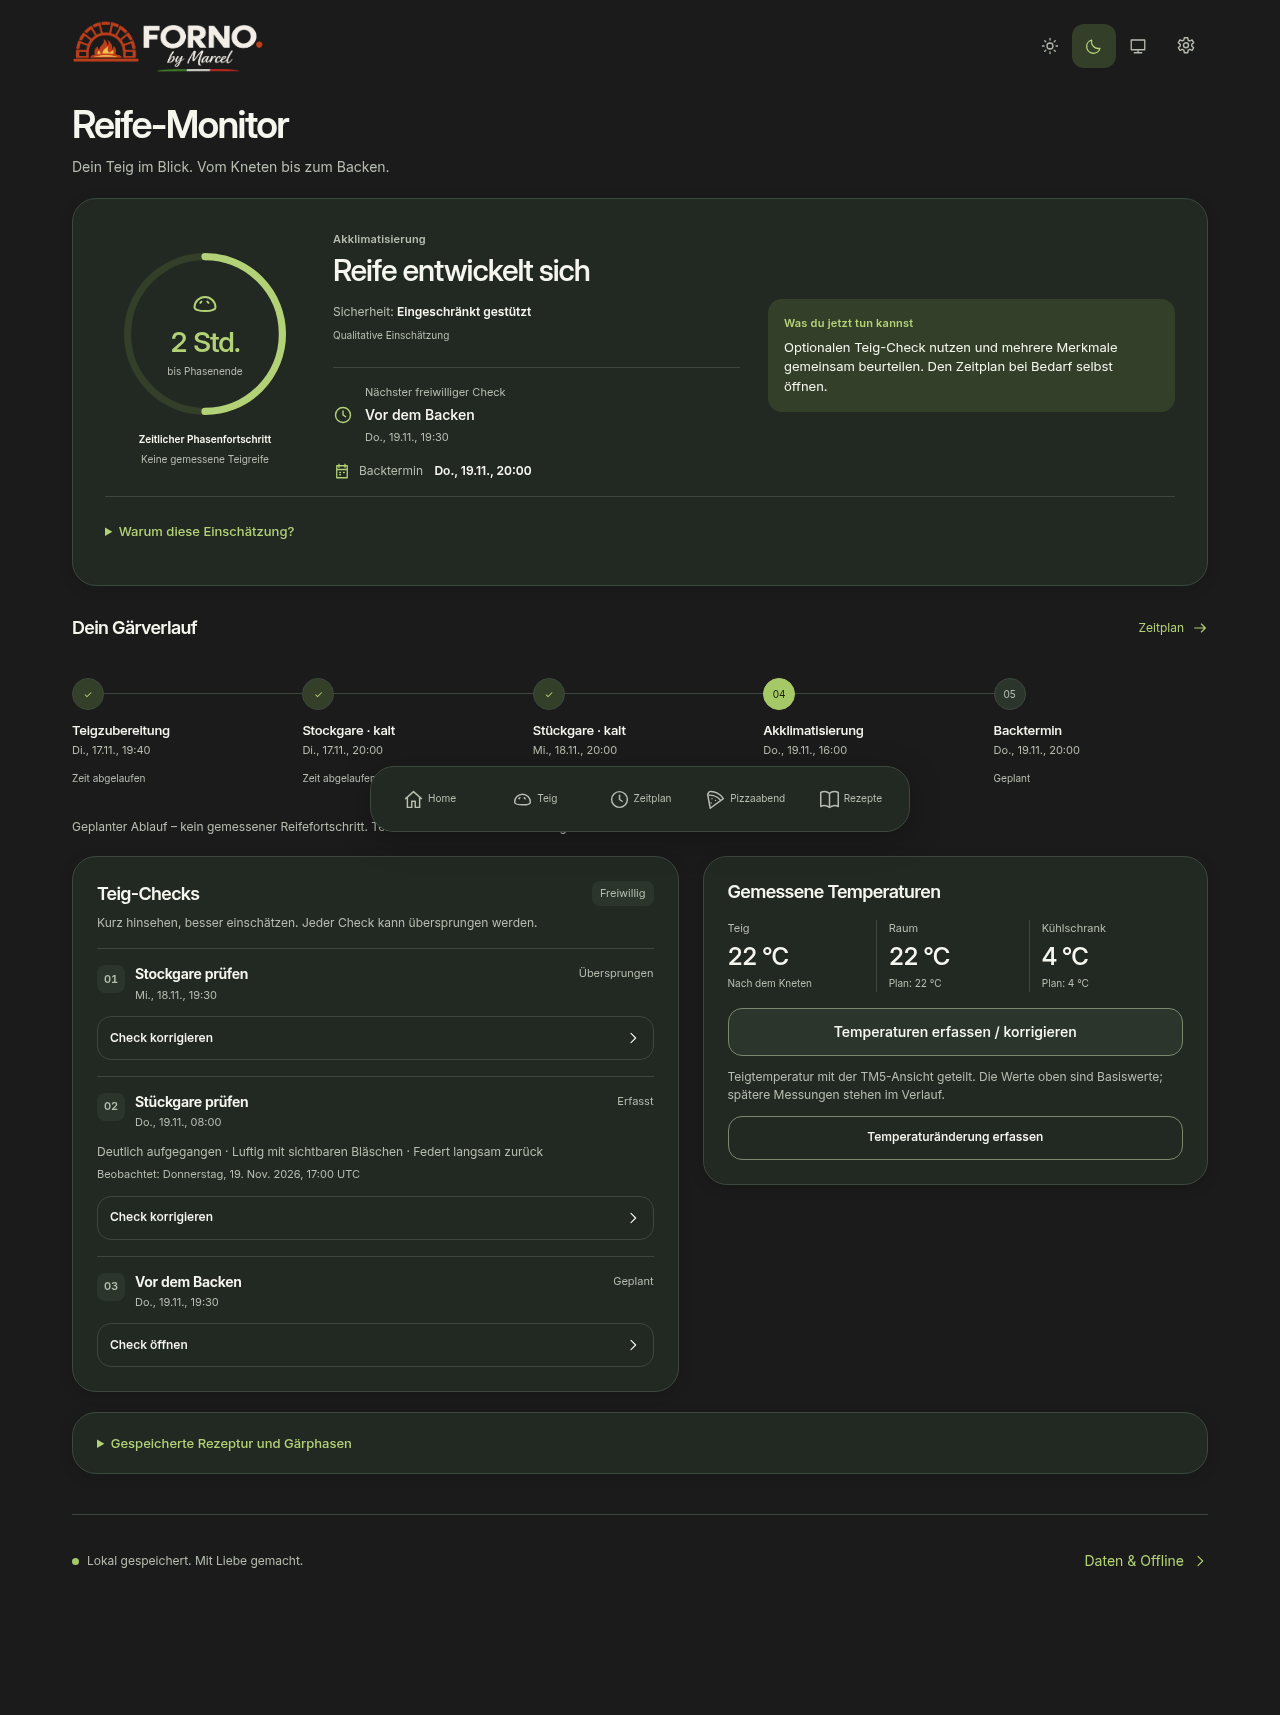 FORNO.
by Marcel
Reife-Monitor
Dein Teig im Blick. Vom Kneten bis zum Backen.
2 Std.
bis Phasenende
Zeitlicher Phasenfortschritt
Keine gemessene Teigreife
Akklimatisierung
Reife entwickelt sich
Sicherheit: Eingeschränkt gestützt
Qualitative Einschätzung
Nächster freiwilliger Check
Vor dem Backen
Do., 19.11., 19:30
Backtermin Do., 19.11., 20:00
Was du jetzt tun kannst
Optionalen Teig-Check nutzen und mehrere Merkmale
gemeinsam beurteilen. Den Zeitplan bei Bedarf selbst
öffnen.
Warum diese Einschätzung?
Dein Gärverlauf
Zeitplan
04
05
Teigzubereitung
Di., 17.11., 19:40
Zeit abgelaufen
Stockgare · kalt
Di., 17.11., 20:00
Zeit abgelaufen
Stückgare · kalt
Mi., 18.11., 20:00
Akklimatisierung
Do., 19.11., 16:00
Backtermin
Do., 19.11., 20:00
Geplant
Home
Teig
Zeitplan
Pizzaabend
Rezepte
Geplanter Ablauf – kein gemessener Reifefortschritt.
Teig-Checks
Freiwillig
Kurz hinsehen, besser einschätzen. Jeder Check kann übersprungen werden.
01
Stockgare prüfen
Übersprungen
Mi., 18.11., 19:30
Check korrigieren
02
Stückgare prüfen
Erfasst
Do., 19.11., 08:00
Deutlich aufgegangen · Luftig mit sichtbaren Bläschen · Federt langsam zurück
Beobachtet: Donnerstag, 19. Nov. 2026, 17:00 UTC
Check korrigieren
03
Vor dem Backen
Geplant
Do., 19.11., 19:30
Check öffnen
Gemessene Temperaturen
Teig
22 °C
Nach dem Kneten
Raum
22 °C
Plan: 22 °C
Kühlschrank
4 °C
Plan: 4 °C
Temperaturen erfassen / korrigieren
Teigtemperatur mit der TM5-Ansicht geteilt. Die Werte oben sind Basiswerte;
spätere Messungen stehen im Verlauf.
Temperaturänderung erfassen
Gespeicherte Rezeptur und Gärphasen
Lokal gespeichert. Mit Liebe gemacht.
Daten & Offline